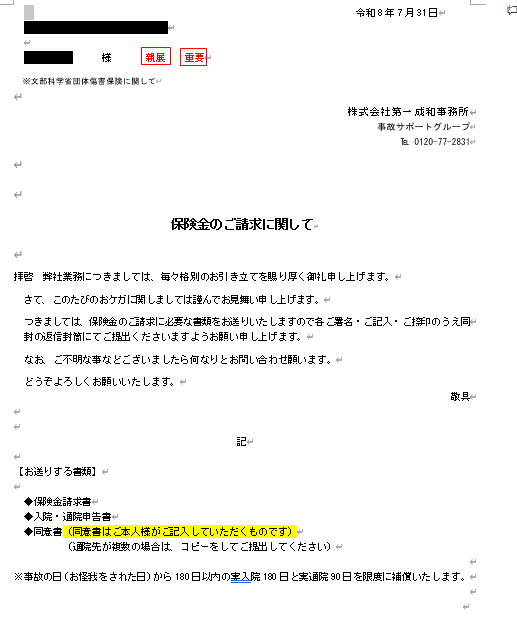 令和8年7月31日
様 親展 重要
※文部科学省団体傷害保険に関して
株式会社第一成和事務所
事故サポートグループ
℡ 0120-77-2831
保険金のご請求に関して
拝啓 弊社業務につきましては、毎々格別のお引き立てを賜り厚く御礼申し上げます。
さて、このたびのおケガに関しましては謹んでお見舞い申し上げます。
つきましては、保険金のご請求に必要な書類をお送りいたしますので各ご署名・ご記入・ご捺印のうえ同
封の返信封筒にてご提出くださいますようお願い申し上げます。
なお、ご不明な事などございましたら何なりとお問い合わせ願います。
どうぞよろしくお願いいたします。
敬具
記
【お送りする書類】
◆保険金請求書
◆入院・通院申告書
◆同意書（同意書はご本人様がご記入していただくものです）
（通院先が複数の場合は、コピーをしてご提出してください）
※事故の日（お怪我をされた日）から180日以内の実入院180日と実通院90日を限度に補償いたします。